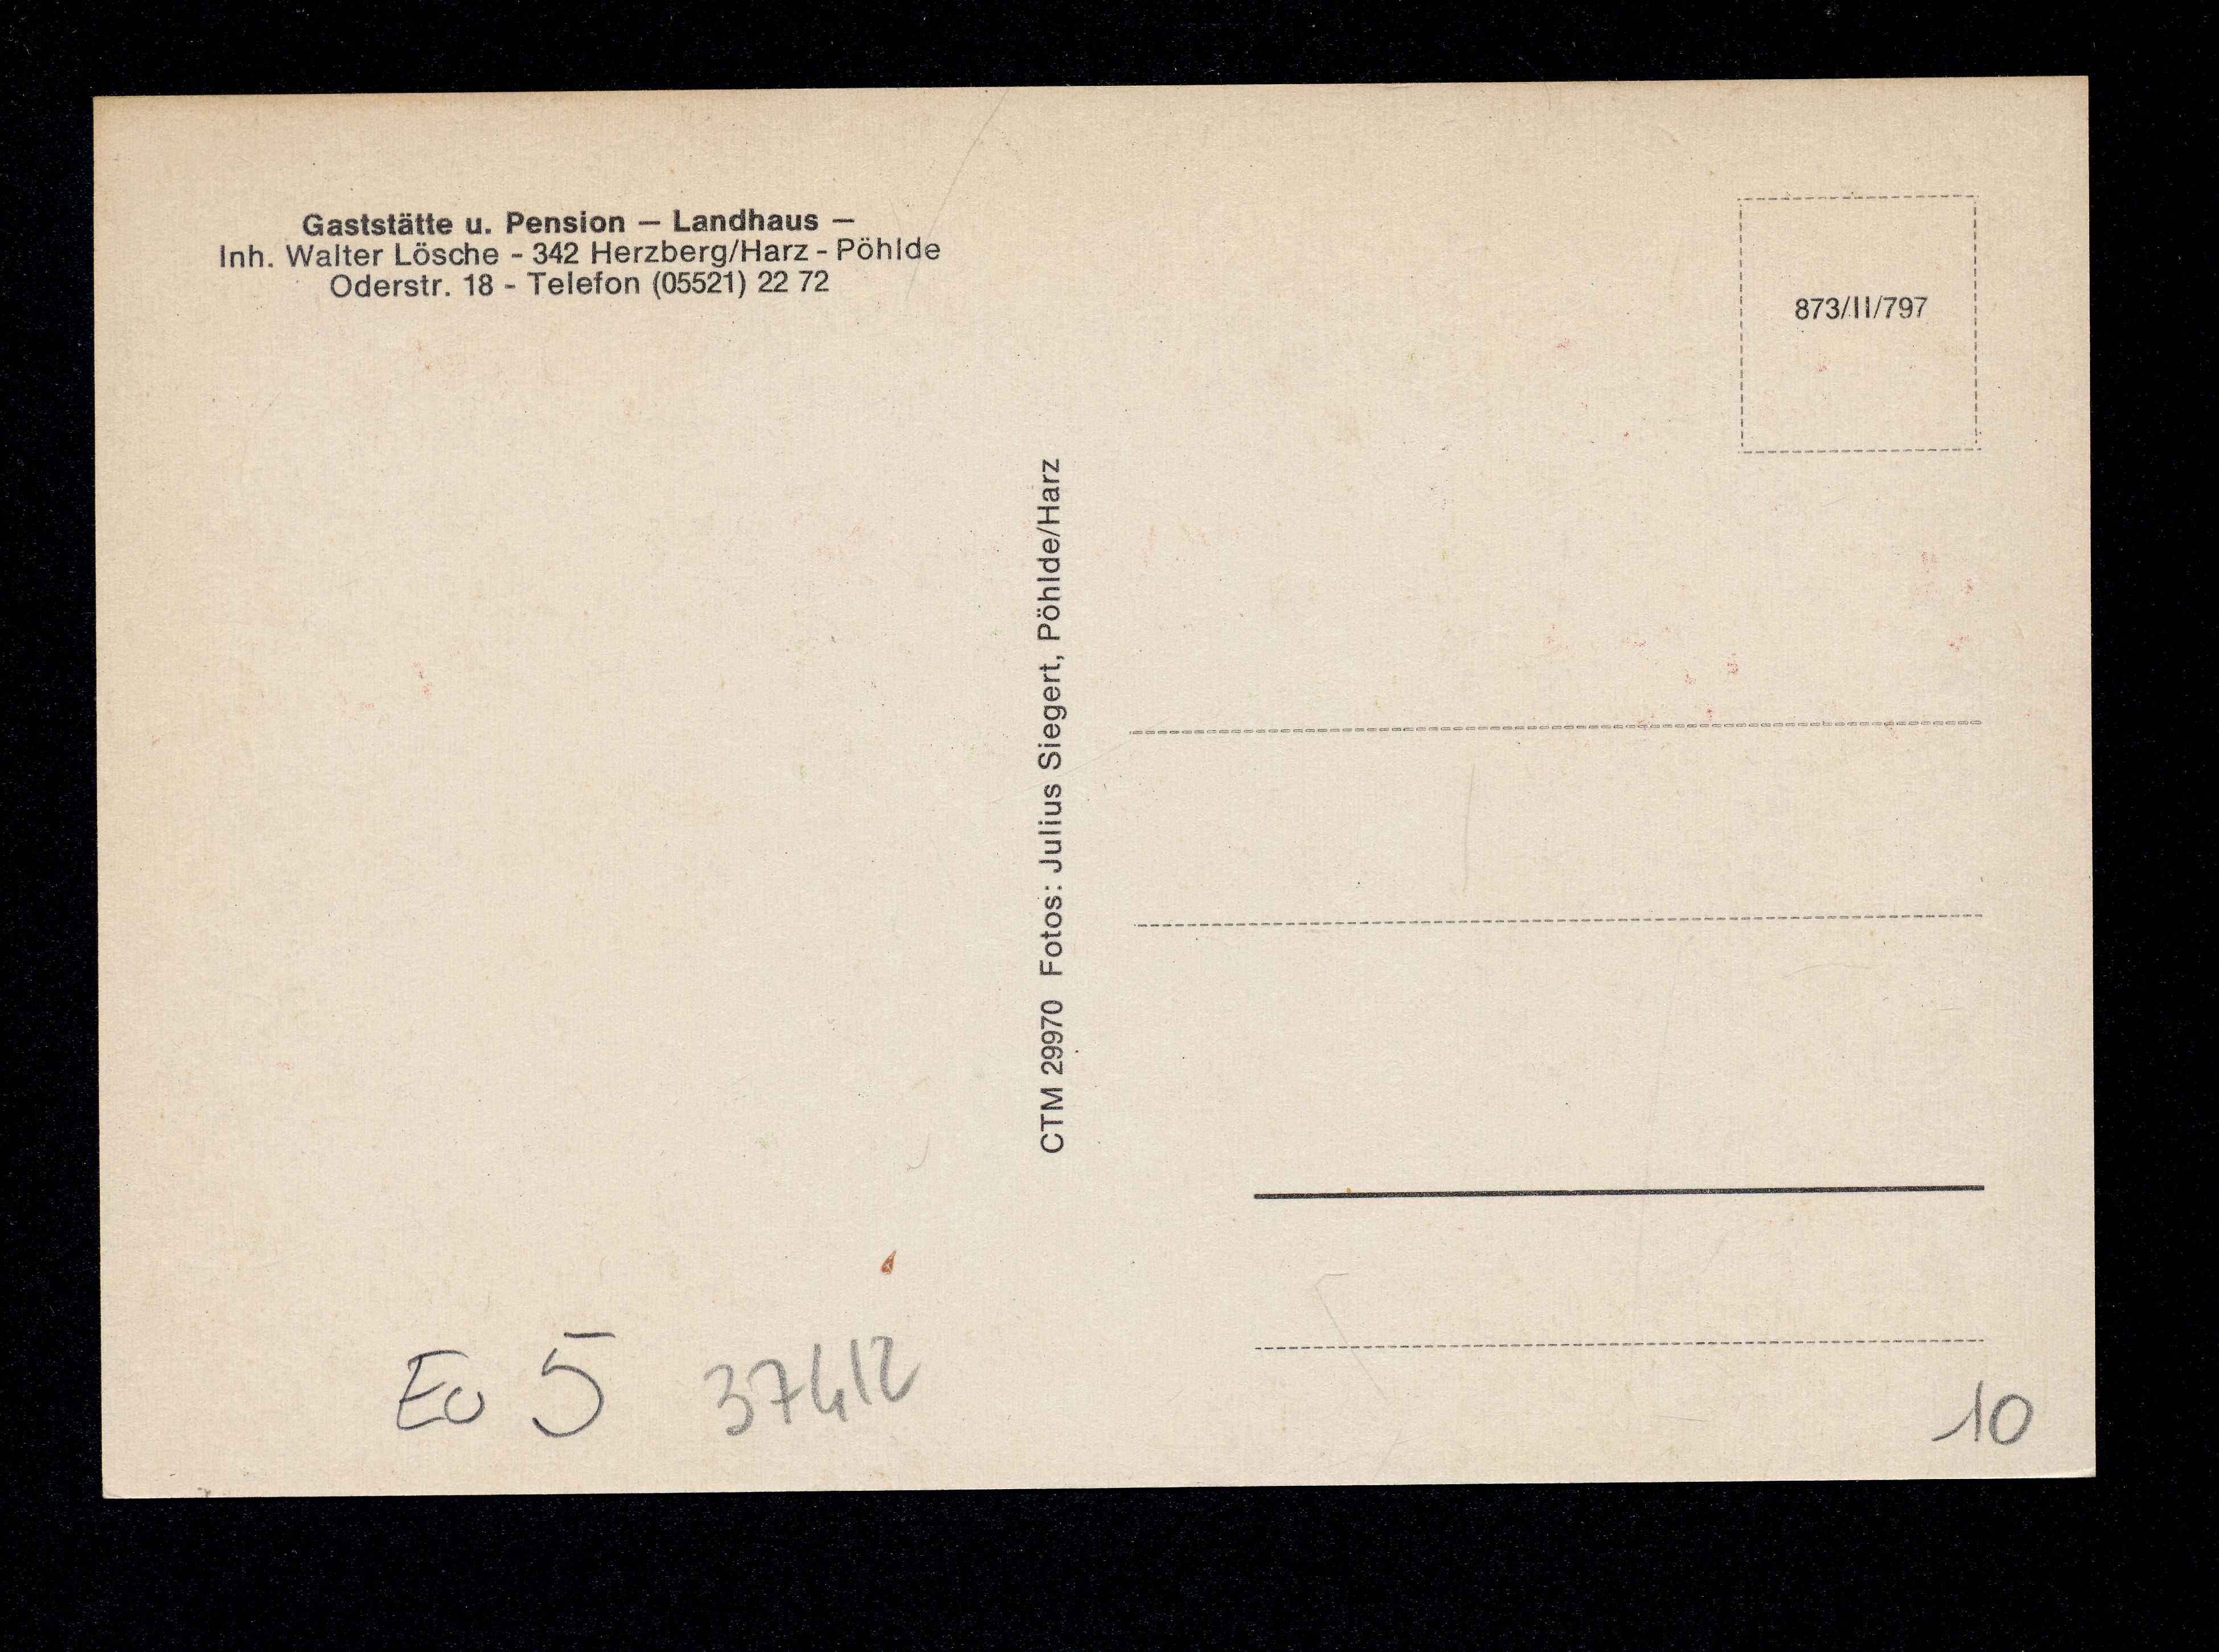 Gaststätte u. Pension — Landhaus —
Inh. Walter Lösche - 342 Herzberg/Harz - Pöhlde
Oderstr. 18 - Telefon (05521) 22 72
873/II/797
CTM 29970 Fotos: Julius Siegert, Pöhlde/Harz
Eu 5 37412
10